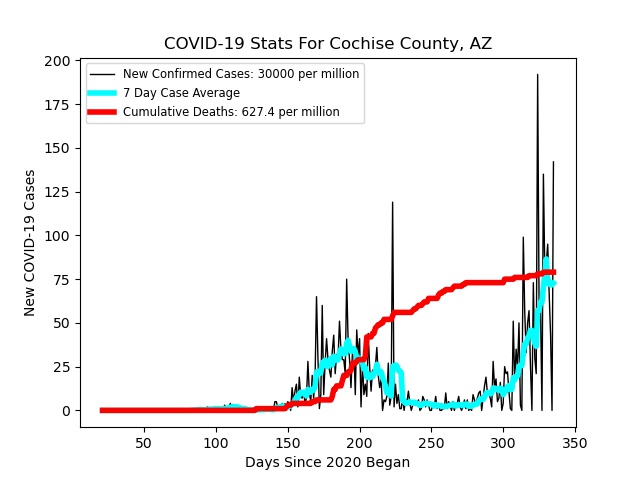 COVID-19 Stats For Cochise County, AZ
New Confirmed Cases: 30000 per million
7 Day Case Average
Cumulative Deaths: 627.4 per million
New COVID-19 Cases
200
175
150
125
100
75
50
25
0
50
100
150
200
250
300
350
Days Since 2020 Began